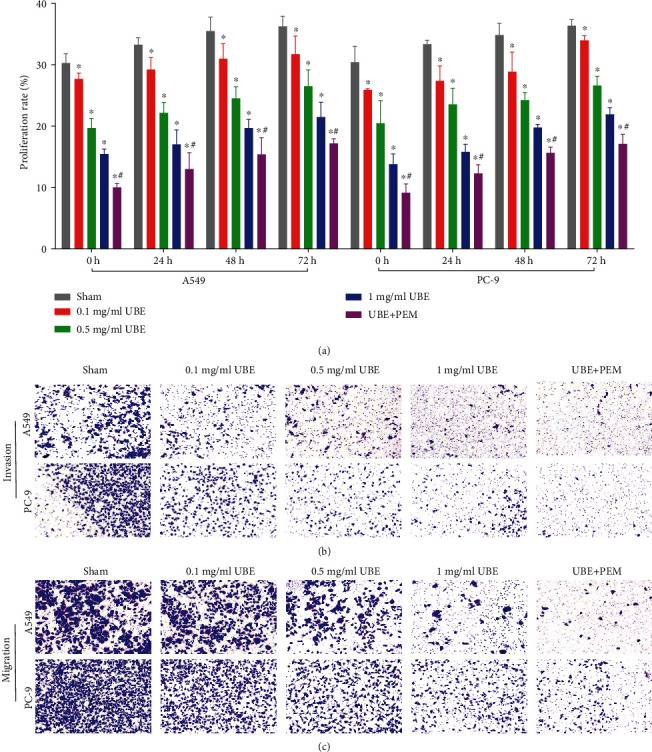 40
30
20
10
0
Proliferation rate (%)
* * * *# * * * *# * * * *# * * * *# * * * *# * * * *# * * * *# * * * *#
0 h 24 h 48 h 72 h 0 h 24 h 48 h 72 h
A549 PC-9
Sham
0.1 mg/ml UBE
0.5 mg/ml UBE
1 mg/ml UBE
UBE+PEM
(a)
Sham 0.1 mg/ml UBE 0.5 mg/ml UBE 1 mg/ml UBE UBE+PEM
Invasion
A549
PC-9
(b)
Sham 0.1 mg/ml UBE 0.5 mg/ml UBE 1 mg/ml UBE UBE+PEM
Migration
A549
PC-9
(c)